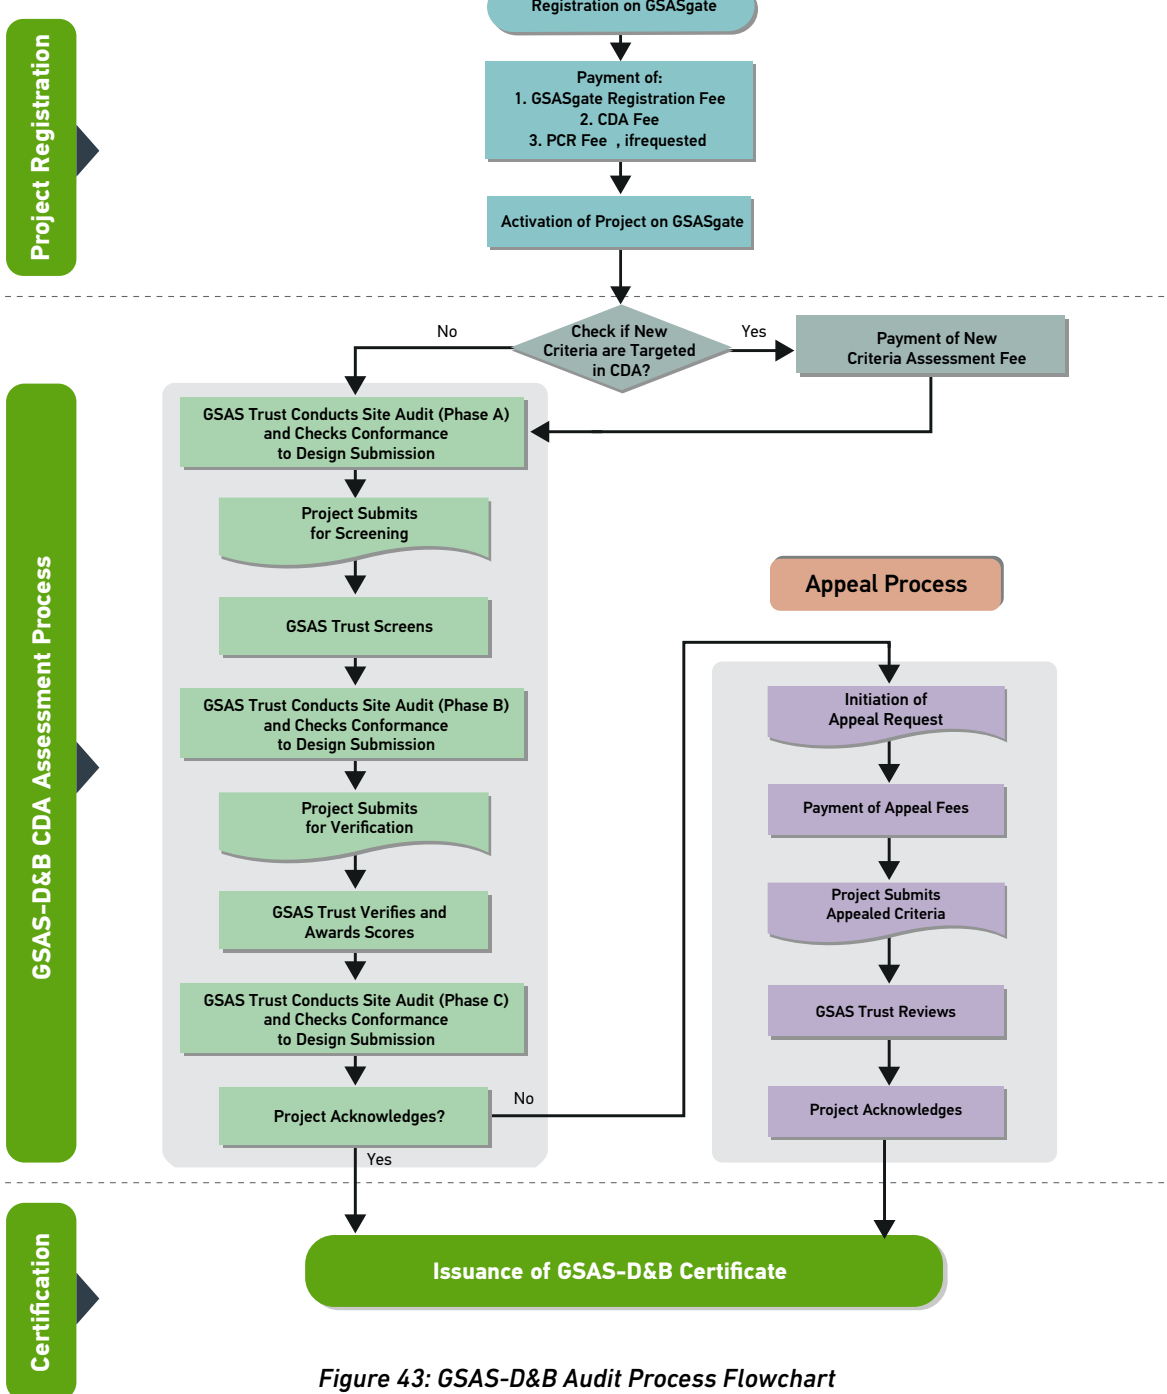 Registration on GSASgate
Project Registration
Payment of:
1. GSASgate Registration Fee
2. CDA Fee
3. PCR Fee , ifrequested
Activation of Project on GSASgate
No
Check if New
Criteria are Targeted
in CDA?
Yes
Payment of New
Criteria Assessment Fee
GSAS-D&B CDA Assessment Process
GSAS Trust Conducts Site Audit (Phase A)
and Checks Conformance
to Design Submission
Project Submits
for Screening
GSAS Trust Screens
GSAS Trust Conducts Site Audit (Phase B)
and Checks Conformance
to Design Submission
Project Submits
for Verification
GSAS Trust Verifies and
Awards Scores
GSAS Trust Conducts Site Audit (Phase C)
and Checks Conformance
to Design Submission
Project Acknowledges?
No
Yes
Appeal Process
Initiation of
Appeal Request
Payment of Appeal Fees
Project Submits
Appealed Criteria
GSAS Trust Reviews
Project Acknowledges
Certification
Issuance of GSAS-D&B Certificate
Figure 43: GSAS-D&B Audit Process Flowchart